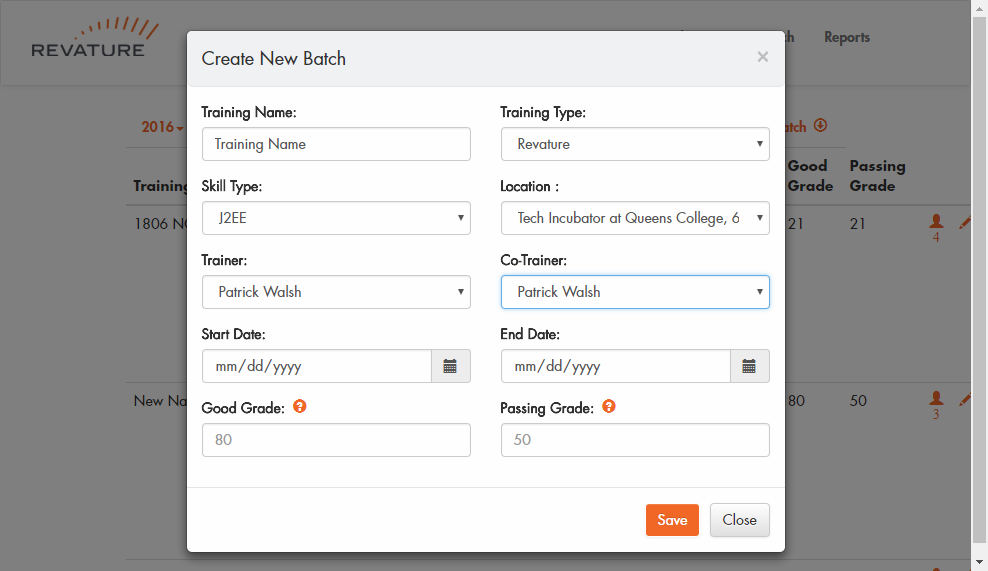 REVATURE
Reports
Create New Batch ×
2016
Training Name: Training Type:
Training Name Revature
Good Grade Passing Grade
Skill Type: Location :
J2EE Tech Incubator at Queens College, 6
1806 21 21
4
Trainer: Co-Trainer:
Patrick Walsh Patrick Walsh
Start Date: End Date:
mm/dd/yyyy mm/dd/yyyy
New 80 50
3
Good Grade: ? Passing Grade: ?
80 50
Save Close